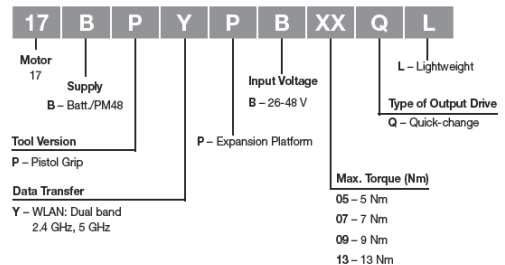 17 B P Y P B XX Q L
Motor
17
Supply
B – Batt./PM48
Tool Version
P – Pistol Grip
Data Transfer
Y – WLAN: Dual band
2.4 GHz, 5 GHz
P – Expansion Platform
Input Voltage
B – 26-48 V
Max. Torque (Nm)
05 – 5 Nm
07 – 7 Nm
09 – 9 Nm
13 – 13 Nm
Type of Output Drive
Q – Quick-change
L – Lightweight